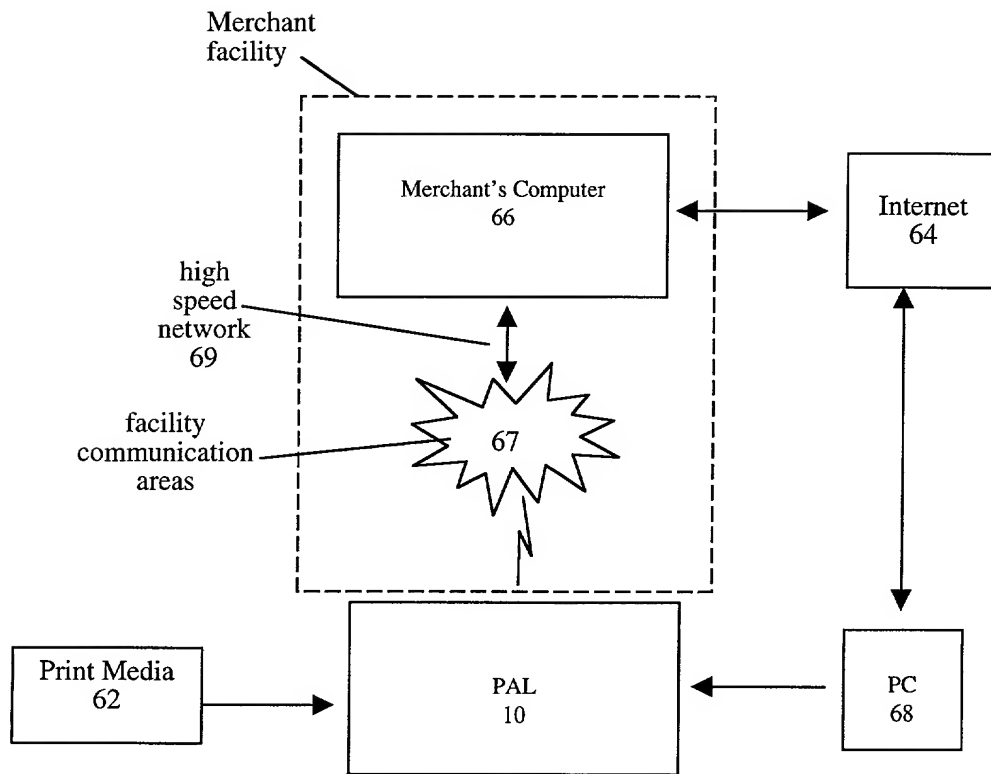 Merchant
facility
Merchant's Computer
66
Internet
64
high
speed
network
69
facility
communication
areas
67
Print Media
62
PAL
10
PC
68